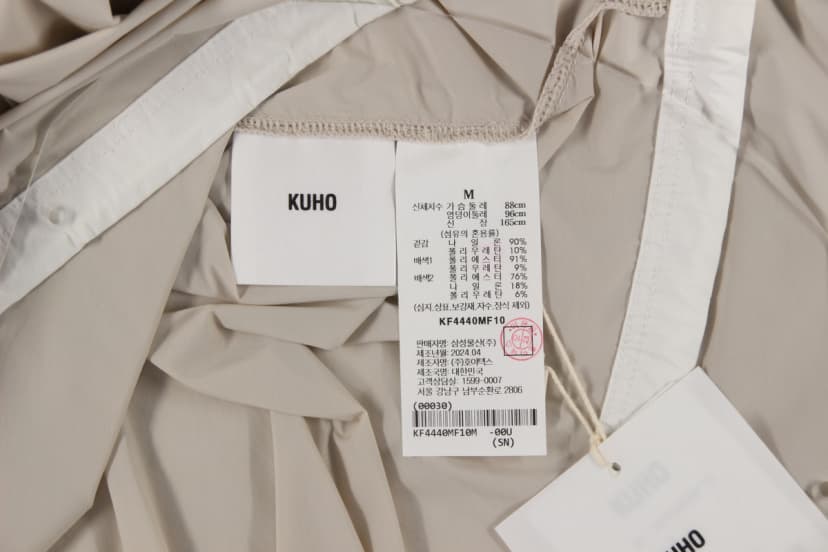 KUHO
M
신체치수 가 슴 둘 레 88cm
엉덩이둘레 96cm
신 장 165cm
(섬유의 혼용률)
겉감 나 일 론 90%
폴 리 우 레 탄 10%
배색1 폴 리 에 스 터 91%
폴 리 우 레 탄 9%
배색2 폴 리 에 스 터 76%
나 일 론 18%
폴 리 우 레 탄 6%
(심지,상표,보강재,자수,장식 제외)
KF4440MF10
판매자명: 삼성물산(주)
제조년월: 2024.04
제조자명: (주)호야텍스
제조국명: 대한민국
고객상담실: 1599-0007
서울 강남구 남부순환로 2806
(00030)
KF4440MF10M -00U
(SN)
KUHO